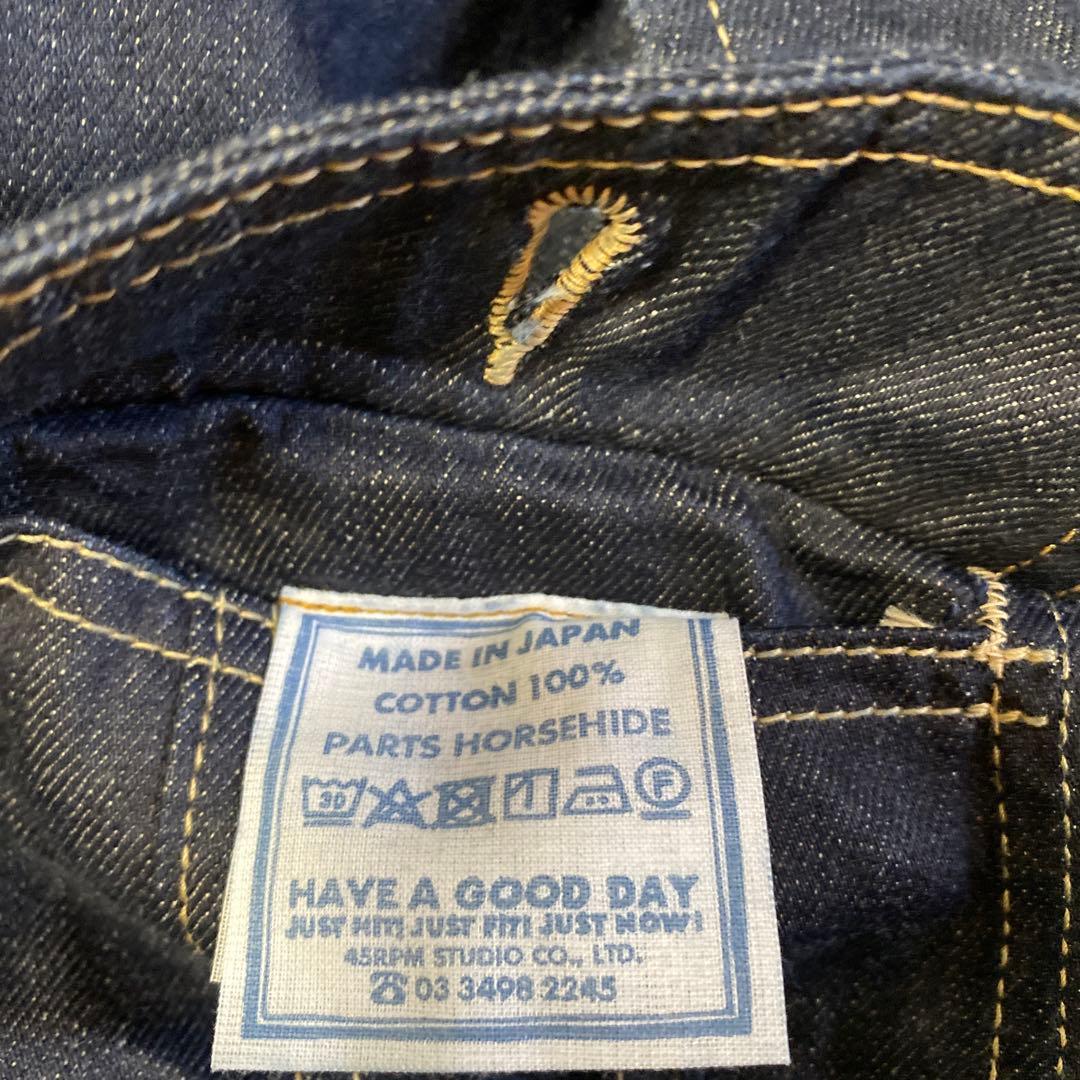 MADE IN JAPAN
COTTON 100%
PARTS HORSEHIDE
30 F
HAVE A GOOD DAY
JUST HIT! JUST FIT! JUST NOW!
45RPM STUDIO CO., LTD.
☎ 03 3498 2245